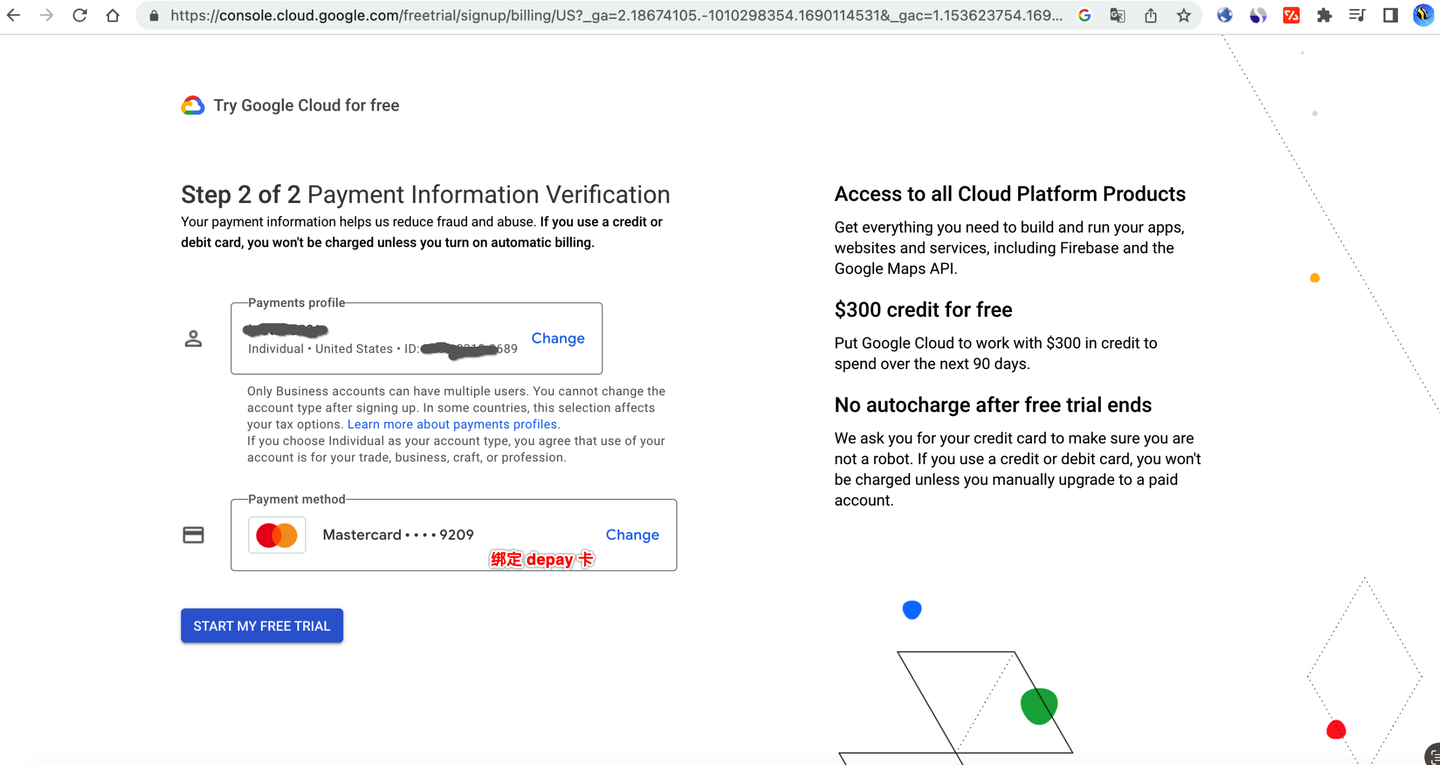 https://console.cloud.google.com/freetrial/signup/billing/US?_ga=2.18674105.-1010298354.1690114531&_gac=1.153623754.169...
Try Google Cloud for free
Step 2 of 2 Payment Information Verification
Your payment information helps us reduce fraud and abuse. If you use a credit or
debit card, you won't be charged unless you turn on automatic billing.
Payments profile
Individual • United States • ID: 689
Change
Only Business accounts can have multiple users. You cannot change the
account type after signing up. In some countries, this selection affects
your tax options. Learn more about payments profiles.
If you choose Individual as your account type, you agree that use of your
account is for your trade, business, craft, or profession.
Payment method
Mastercard • • • • 9209
Change
绑定 depay 卡
START MY FREE TRIAL
Access to all Cloud Platform Products
Get everything you need to build and run your apps,
websites and services, including Firebase and the
Google Maps API.
$300 credit for free
Put Google Cloud to work with $300 in credit to
spend over the next 90 days.
No autocharge after free trial ends
We ask you for your credit card to make sure you are
not a robot. If you use a credit or debit card, you won't
be charged unless you manually upgrade to a paid
account.